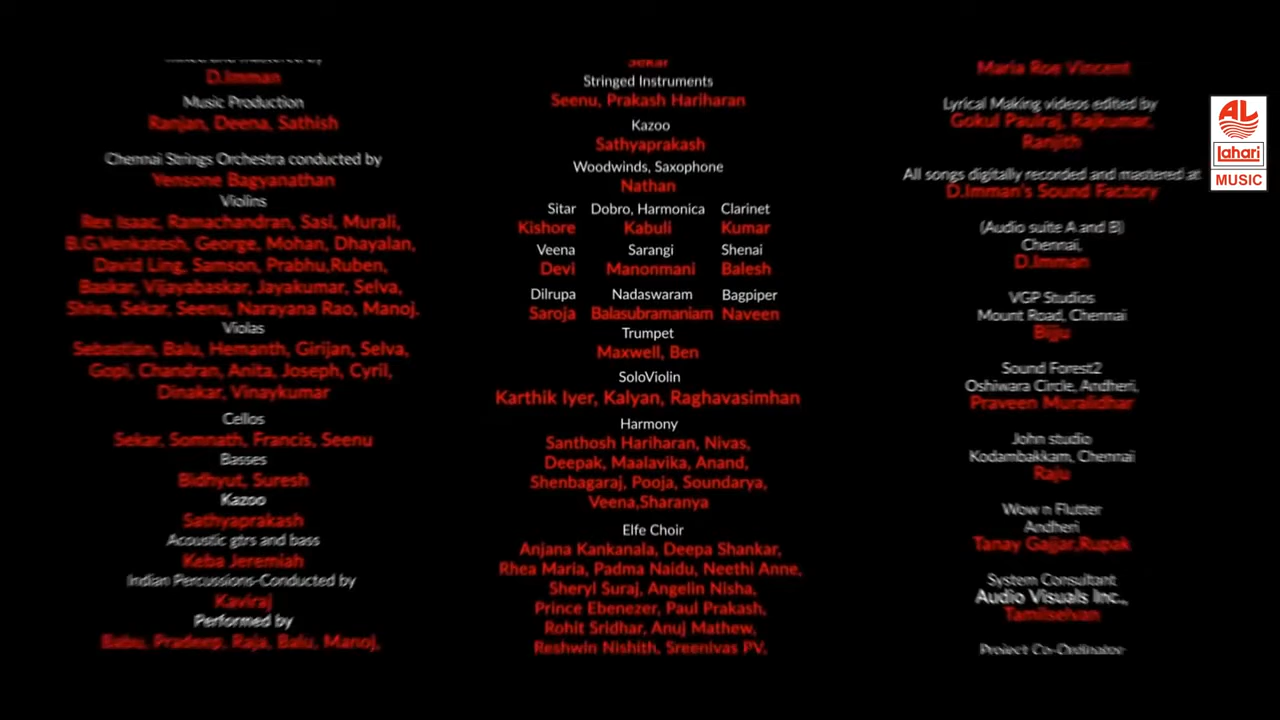 Mixed and Mastered by
D.Imman
Music Production
Ranjan, Deena, Sathish
Chennai Strings Orchestra conducted by
Yensone Bagyanathan
Violins
Rex Isaac, Ramachandran, Sasi, Murali,
B.G.Venkatesh, George, Mohan, Dhayalan,
David Ling, Samson, Prabhu,Ruben,
Baskar, Vijayabaskar, Jayakumar, Selva,
Shiva, Sekar, Seenu, Narayana Rao, Manoj.
Violas
Sebastian, Balu, Hemanth, Girijan, Selva,
Gopi, Chandran, Anita, Joseph, Cyril,
Dinakar, Vinaykumar
Cellos
Sekar, Somnath, Francis, Seenu
Basses
Bidhyut, Suresh
Kazoo
Sathyaprakash
Acoustic gtrs and bass
Keba Jeremiah
Indian Percussions-Conducted by
Kaviraj
Performed by
Babu, Pradeep, Raja, Balu, Manoj,
Sekar
Stringed Instruments
Seenu, Prakash Hariharan
Kazoo
Sathyaprakash
Woodwinds, Saxophone
Nathan
Sitar Dobro, Harmonica Clarinet
Kishore Kabuli Kumar
Veena Sarangi Shenai
Devi Manonmani Balesh
Dilrupa Nadaswaram Bagpiper
Saroja Balasubramaniam Naveen
Trumpet
Maxwell, Ben
SoloViolin
Karthik Iyer, Kalyan, Raghavasimhan
Harmony
Santhosh Hariharan, Nivas,
Deepak, Maalavika, Anand,
Shenbagaraj, Pooja, Soundarya,
Veena,Sharanya
Elfe Choir
Anjana Kankanala, Deepa Shankar,
Rhea Maria, Padma Naidu, Neethi Anne,
Sheryl Suraj, Angelin Nisha,
Prince Ebenezer, Paul Prakash,
Rohit Sridhar, Anuj Mathew,
Reshwin Nishith, Sreenivas PV,
Maria Roe Vincent
Lyrical Making videos edited by
Gokul Paulraj, Rajkumar,
Ranjith
All songs digitally recorded and mastered at
D.Imman's Sound Factory
(Audio suite A and B)
Chennai,
D.Imman
VGP Studios
Mount Road, Chennai
Bijju
Sound Forest2
Oshiwara Circle, Andheri,
Praveen Muralidhar
John studio
Kodambakkam, Chennai
Raju
Wow n Flutter
Andheri
Tanay Gajjar,Rupak
System Consultant
Audio Visuals Inc.,
Tamilselvan
Project Co-Ordinator
AL
Lahari
MUSIC